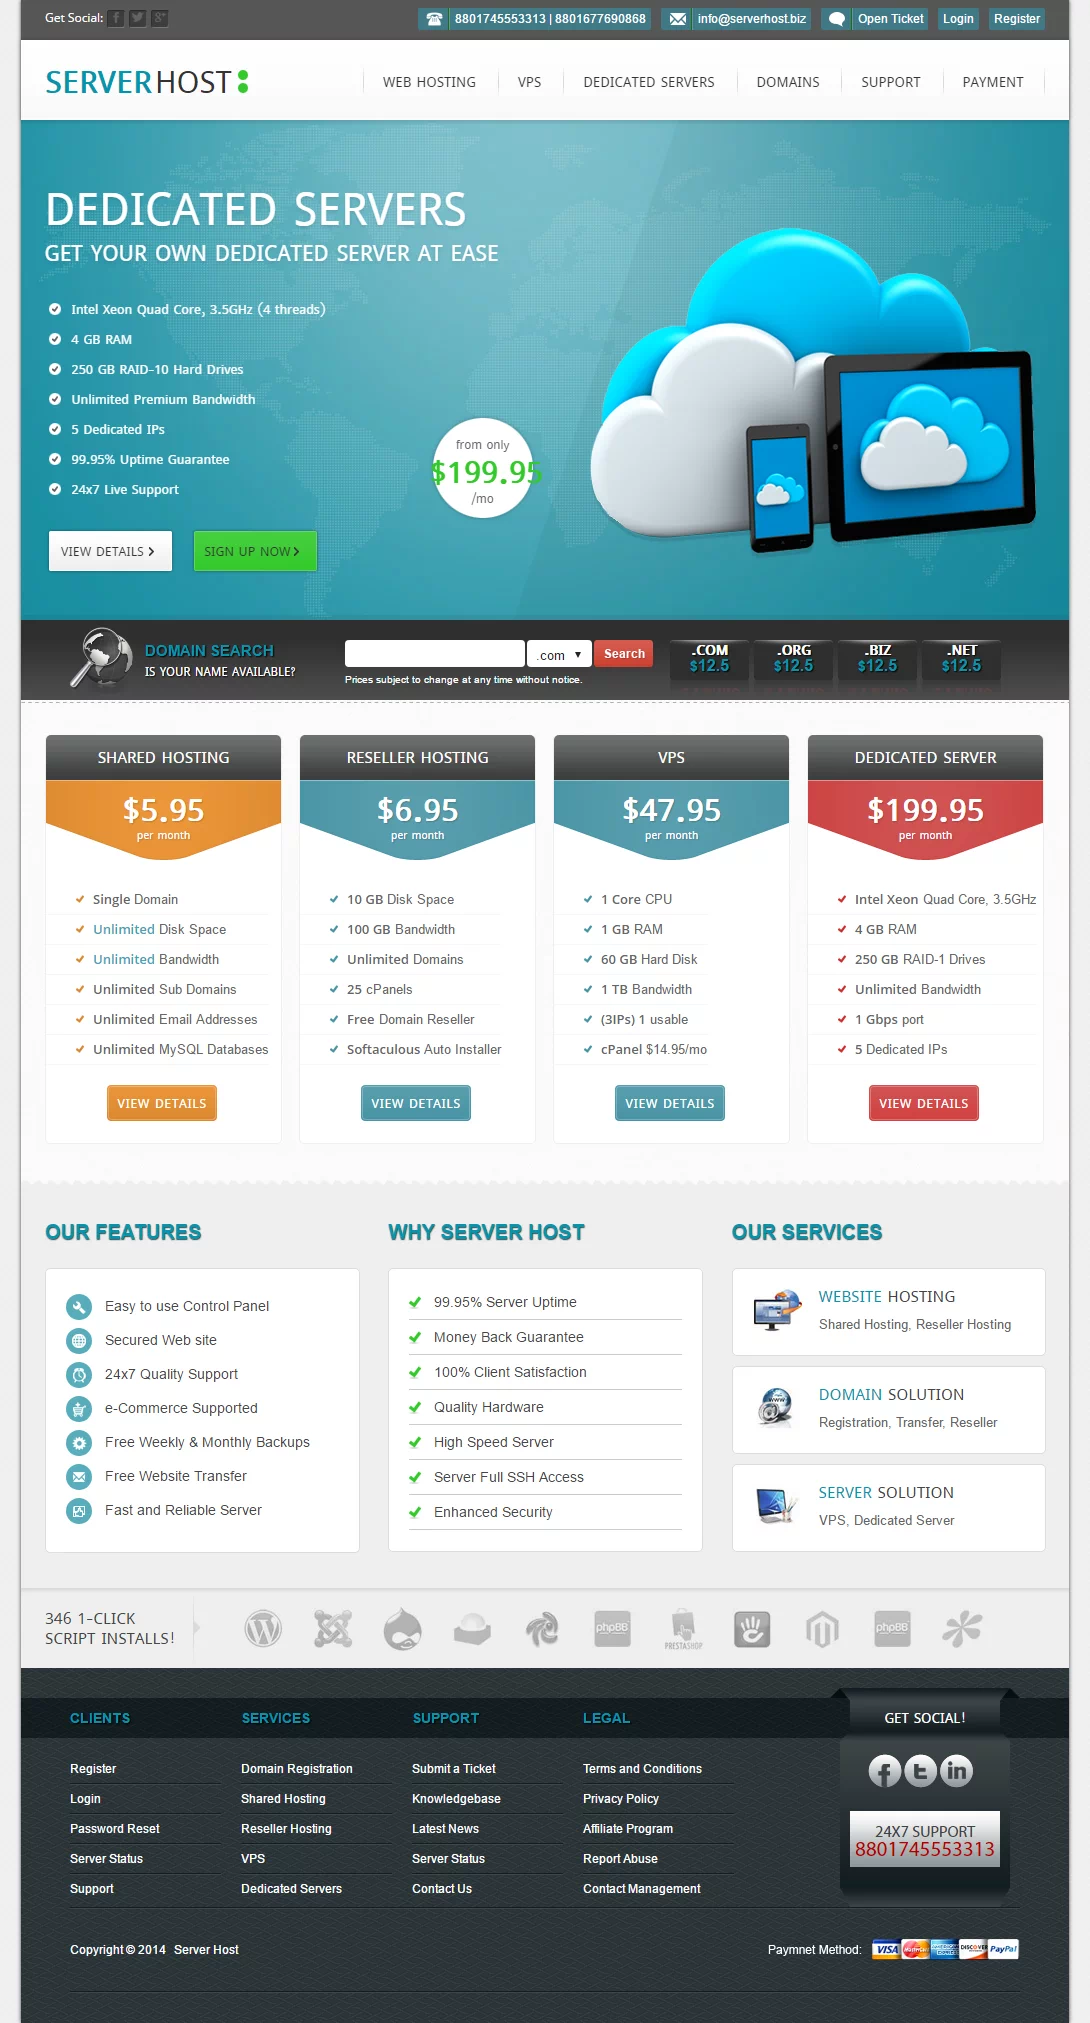 Get Social:
8801745553313 | 8801677690868
info@serverhost.biz
Open Ticket
Login
Register
SERVERHOST
WEB HOSTING
VPS
DEDICATED SERVERS
DOMAINS
SUPPORT
PAYMENT
DEDICATED SERVERS
GET YOUR OWN DEDICATED SERVER AT EASE
Intel Xeon Quad Core, 3.5GHz (4 threads)
4 GB RAM
250 GB RAID-10 Hard Drives
Unlimited Premium Bandwidth
5 Dedicated IPs
99.95% Uptime Guarantee
24x7 Live Support
from only
$199.95
/mo
VIEW DETAILS
SIGN UP NOW
DOMAIN SEARCH
IS YOUR NAME AVAILABLE?
.com
Search
Prices subject to change at any time without notice.
.COM
$12.5
.ORG
$12.5
.BIZ
$12.5
.NET
$12.5
SHARED HOSTING
$5.95
per month
Single Domain
Unlimited Disk Space
Unlimited Bandwidth
Unlimited Sub Domains
Unlimited Email Addresses
Unlimited MySQL Databases
VIEW DETAILS
RESELLER HOSTING
$6.95
per month
10 GB Disk Space
100 GB Bandwidth
Unlimited Domains
25 cPanels
Free Domain Reseller
Softaculous Auto Installer
VIEW DETAILS
VPS
$47.95
per month
1 Core CPU
1 GB RAM
60 GB Hard Disk
1 TB Bandwidth
(3IPs) 1 usable
cPanel $14.95/mo
VIEW DETAILS
DEDICATED SERVER
$199.95
per month
Intel Xeon Quad Core, 3.5GHz
4 GB RAM
250 GB RAID-1 Drives
Unlimited Bandwidth
1 Gbps port
5 Dedicated IPs
VIEW DETAILS
OUR FEATURES
Easy to use Control Panel
Secured Web site
24x7 Quality Support
e-Commerce Supported
Free Weekly & Monthly Backups
Free Website Transfer
Fast and Reliable Server
WHY SERVER HOST
99.95% Server Uptime
Money Back Guarantee
100% Client Satisfaction
Quality Hardware
High Speed Server
Server Full SSH Access
Enhanced Security
OUR SERVICES
WEBSITE HOSTING
Shared Hosting, Reseller Hosting
DOMAIN SOLUTION
Registration, Transfer, Reseller
SERVER SOLUTION
VPS, Dedicated Server
346 1-CLICK
SCRIPT INSTALLS!
phpBB
PRESTASHOP
phpBB
CLIENTS
Register
Login
Password Reset
Server Status
Support
SERVICES
Domain Registration
Shared Hosting
Reseller Hosting
VPS
Dedicated Servers
SUPPORT
Submit a Ticket
Knowledgebase
Latest News
Server Status
Contact Us
LEGAL
Terms and Conditions
Privacy Policy
Affiliate Program
Report Abuse
Contact Management
GET SOCIAL!
24X7 SUPPORT
8801745553313
Copyright © 2014 Server Host
Paymnet Method:
VISA
MasterCard
AMERICAN EXPRESS
DISCOVER
PayPal